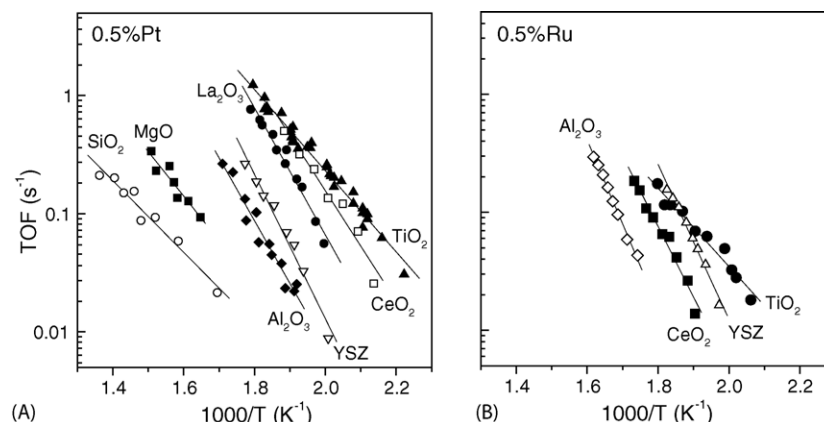 0.5%Pt
La₂O₃
MgO
SiO₂
TiO₂
CeO₂
Al₂O₃
YSZ
TOF (s⁻¹)
1
0.1
0.01
1.4 1.6 1.8 2.0 2.2
1000/T (K⁻¹)
(A)
0.5%Ru
Al₂O₃
TiO₂
YSZ
CeO₂
1.4 1.6 1.8 2.0 2.2
1000/T (K⁻¹)
(B)